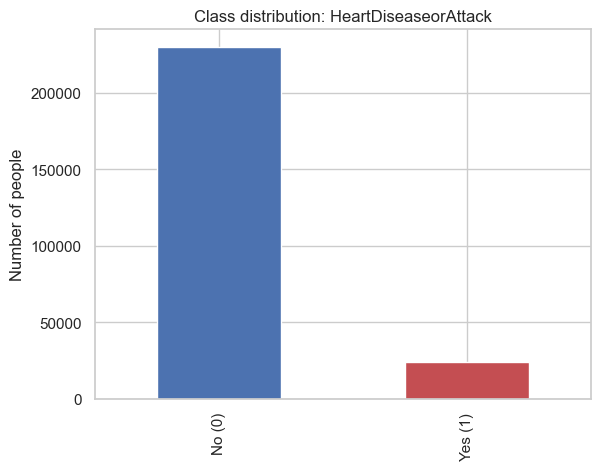 Class distribution: HeartDiseaseorAttack
Number of people
200000
150000
100000
50000
0
No (0)
Yes (1)